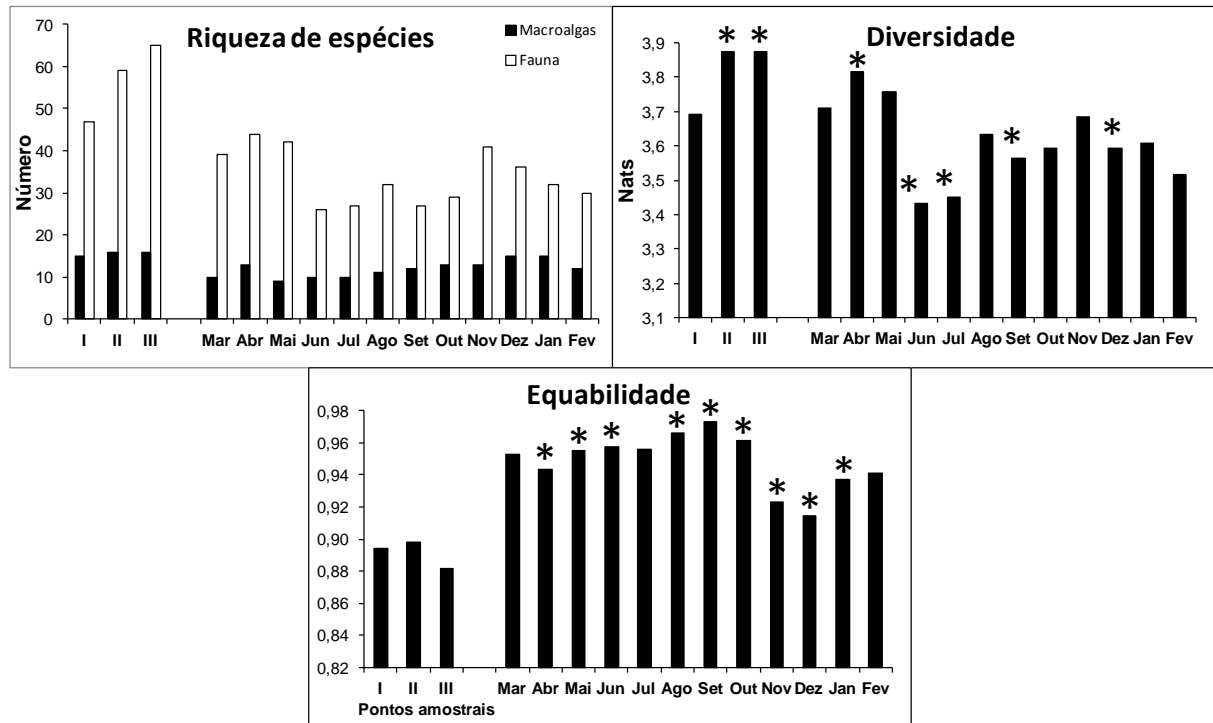 Riqueza de espécies
Macroalgas
Fauna
Número
70
60
50
40
30
20
10
0
I II III Mar Abr Mai Jun Jul Ago Set Out Nov Dez Jan Fev
Diversidade
Nats
3,9
3,8
3,7
3,6
3,5
3,4
3,3
3,2
3,1
* * * * * * *
I II III Mar Abr Mai Jun Jul Ago Set Out Nov Dez Jan Fev
Equabilidade
0,98
0,96
0,94
0,92
0,90
0,88
0,86
0,84
0,82
* * * * * * * * *
I II III Mar Abr Mai Jun Jul Ago Set Out Nov Dez Jan Fev
Pontos amostrais